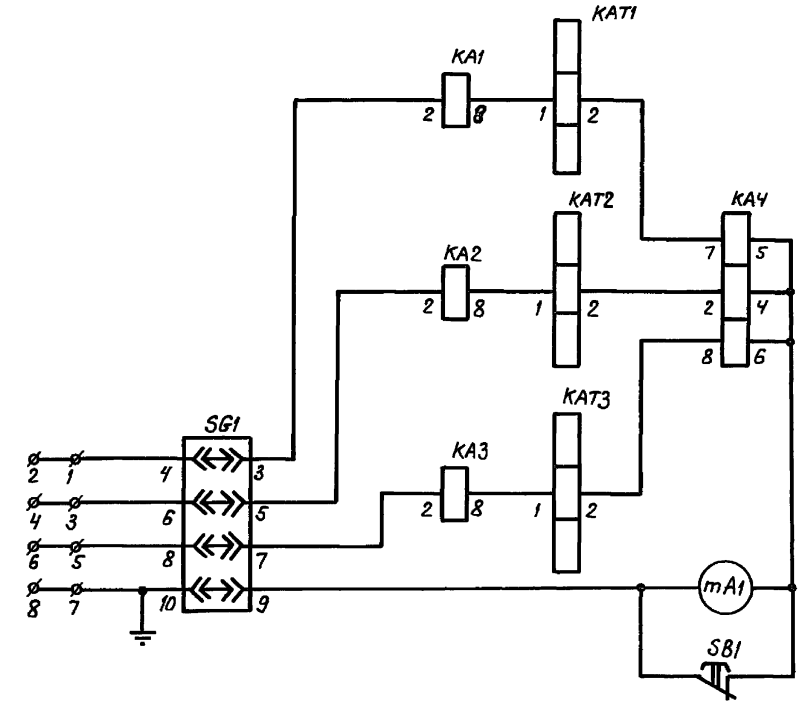 KAT1
KA1
2 8 1 2
KAT2 KA4
KA2 7 5
2 8 1 2 2 4
8 6
KAT3
SG1
KA3
2 1 4 3
2 8 1 2
4 3 6 5
6 5 8 7
8 7 10 9
mA1
SB1